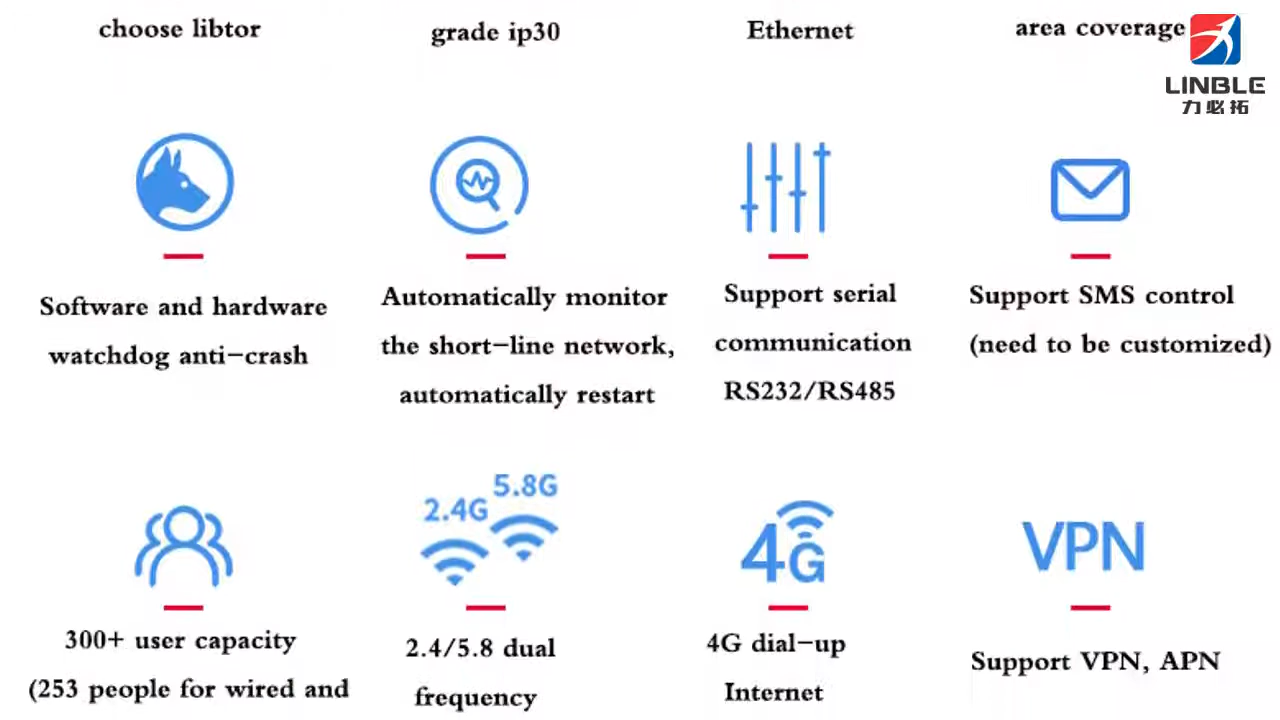 choose libtor
grade ip30
Ethernet
area coverage
LINBLE
力必拓
Software and hardware
watchdog anti-crash
Automatically monitor
the short-line network,
automatically restart
Support serial
communication
RS232/RS485
Support SMS control
(need to be customized)
300+ user capacity
(253 people for wired and
2.4G
5.8G
2.4/5.8 dual
frequency
4G
4G dial-up
Internet
VPN
Support VPN, APN